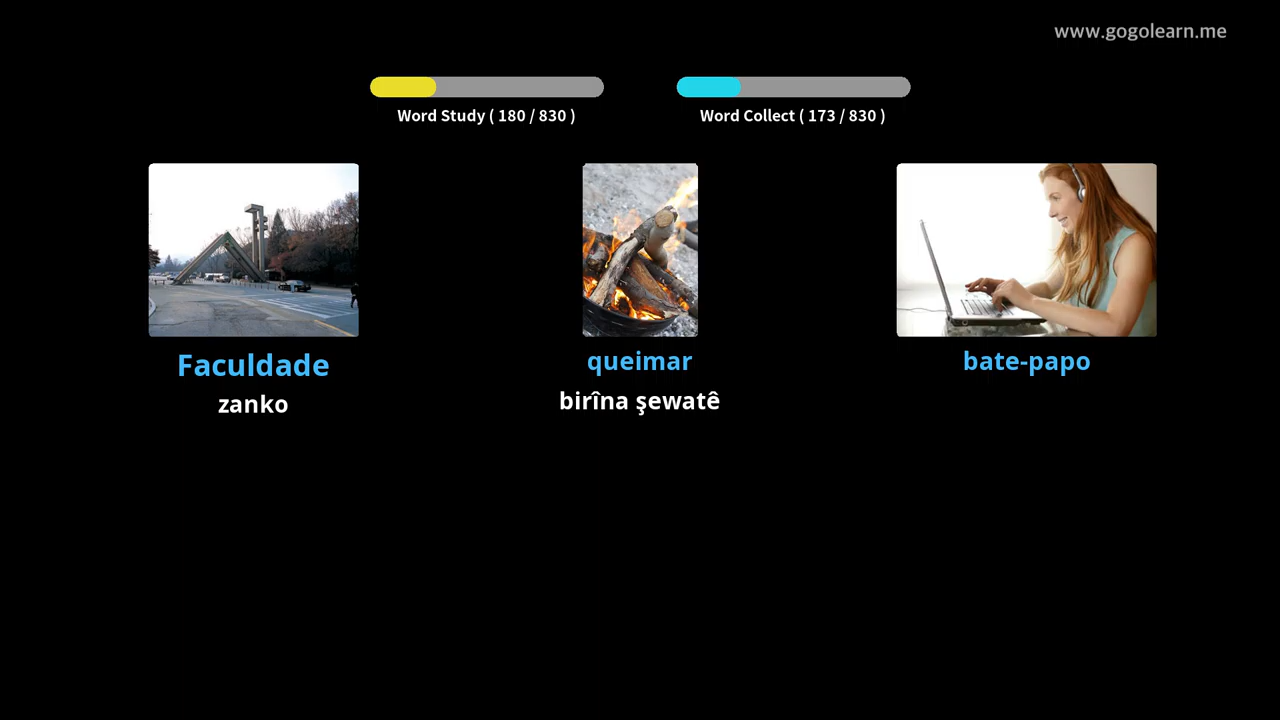 www.gogolearn.me
Word Study ( 180 / 830 )
Word Collect ( 173 / 830 )
Faculdade
zanko
queimar
birîna şewatê
bate-papo